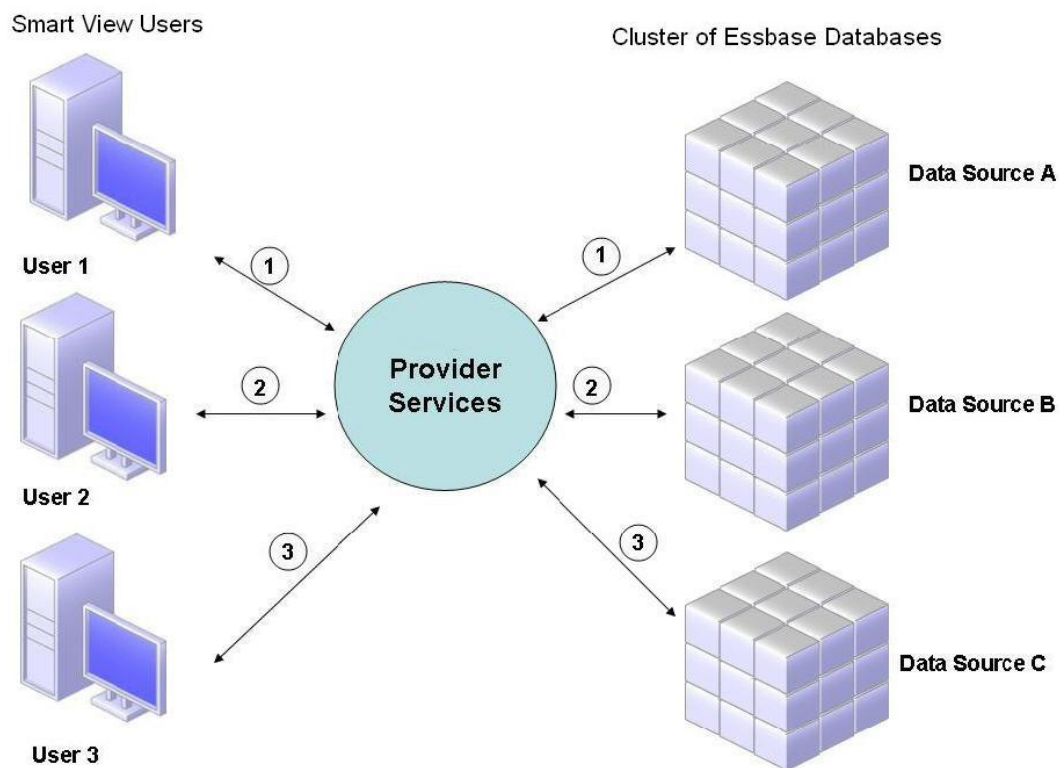 Smart View Users
Cluster of Essbase Databases
Data Source A
User 1
1
1
Provider
Services
2
2
Data Source B
User 2
3
3
Data Source C
User 3